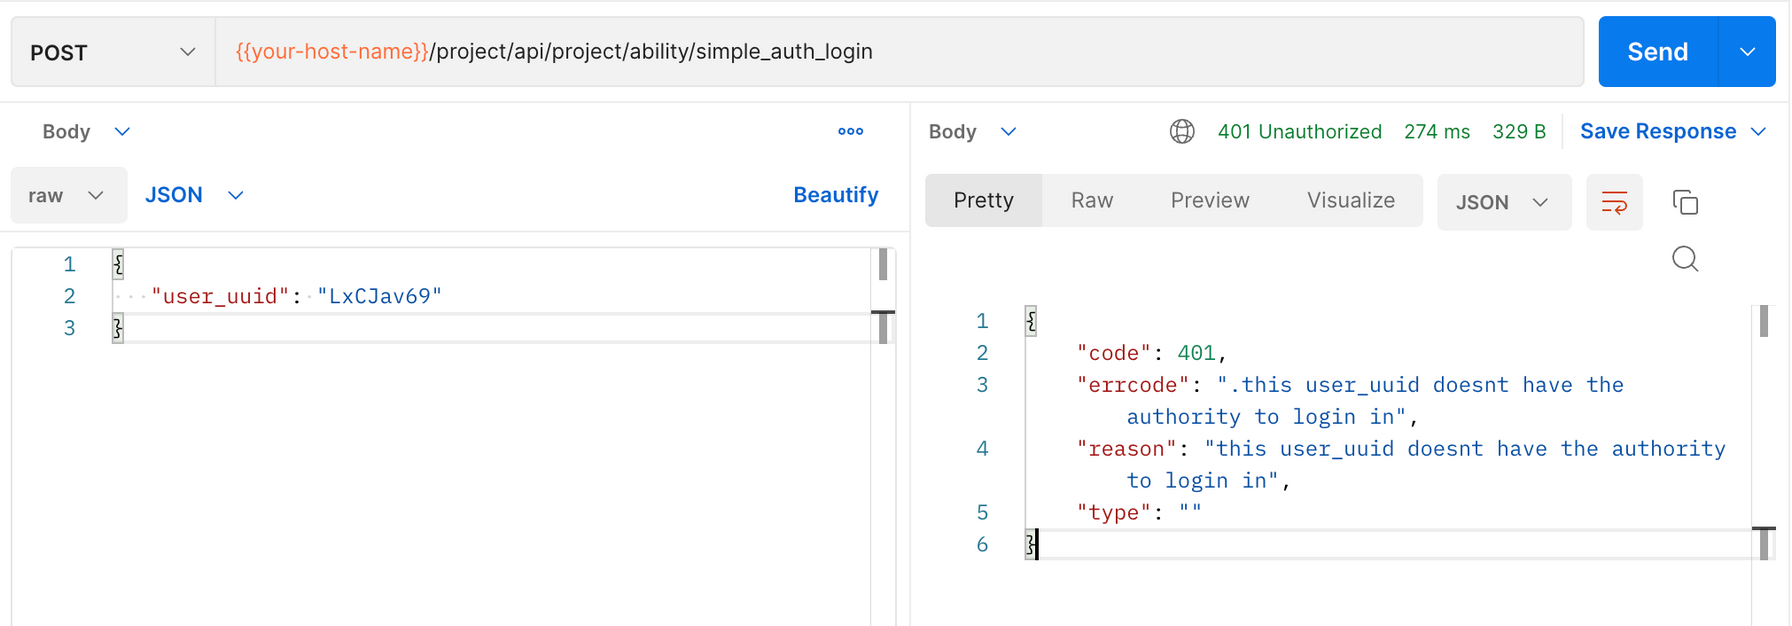 POST {{your-host-name}}/project/api/project/ability/simple_auth_login Send
Body ooo
raw JSON Beautify
1 {
2 "user_uuid": "LxCJav69"
3 }
Body 401 Unauthorized 274 ms 329 B Save Response
Pretty Raw Preview Visualize JSON
1 {
2 "code": 401,
3 "errcode": ".this user_uuid doesnt have the
authority to login in",
4 "reason": "this user_uuid doesnt have the authority
to login in",
5 "type": ""
6 }